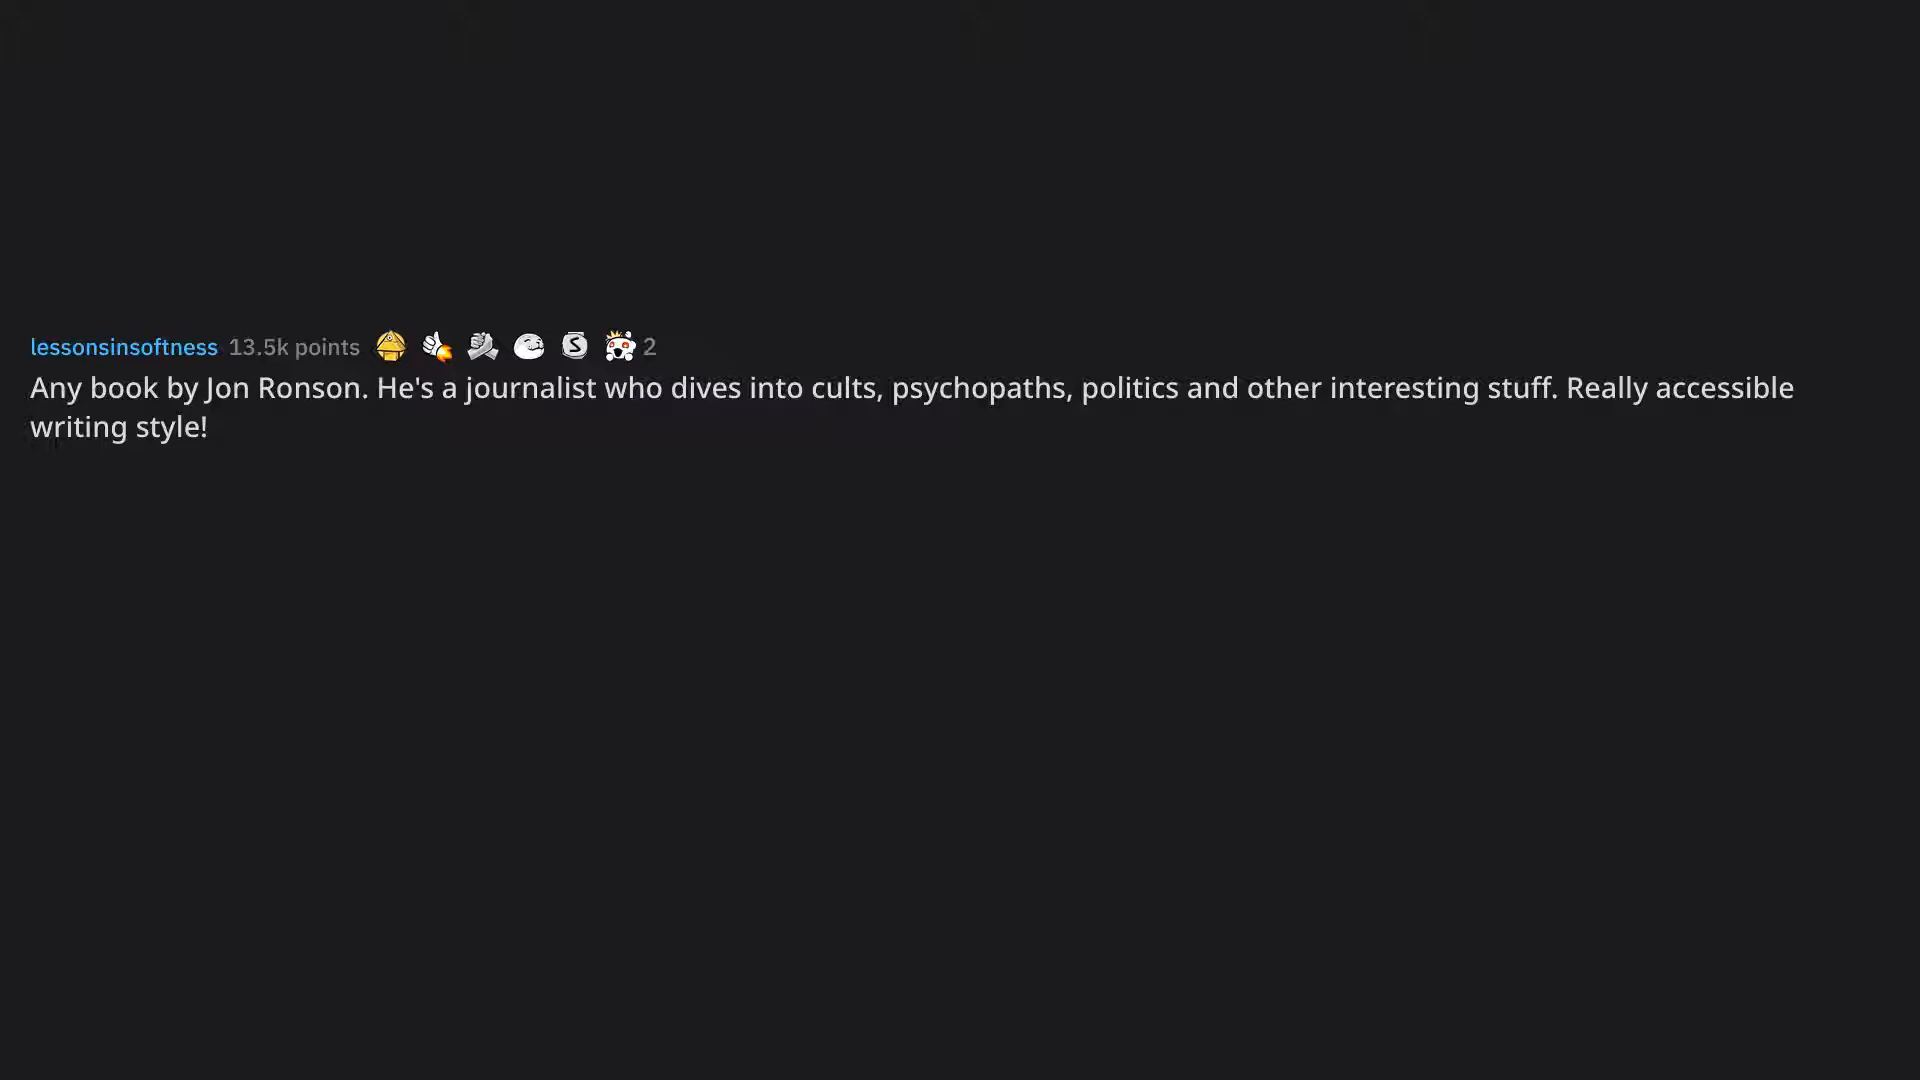 lessonsinsoftness 13.5k points 2
Any book by Jon Ronson. He's a journalist who dives into cults, psychopaths, politics and other interesting stuff. Really accessible
writing style!